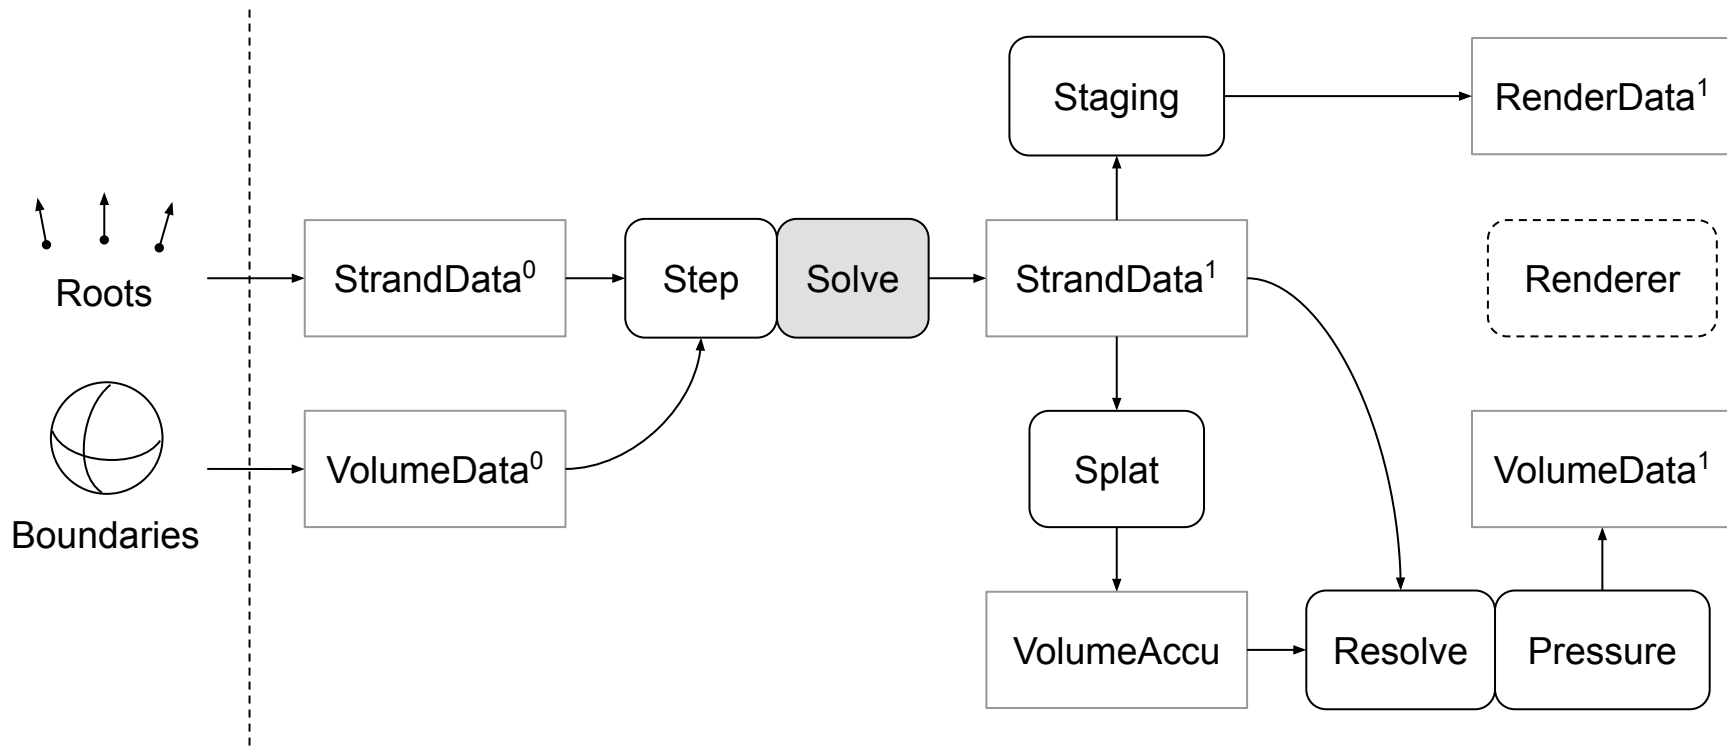 Staging
RenderData¹
Roots
StrandData⁰
Step
Solve
StrandData¹
Renderer
Boundaries
VolumeData⁰
Splat
VolumeData¹
VolumeAccu
Resolve
Pressure